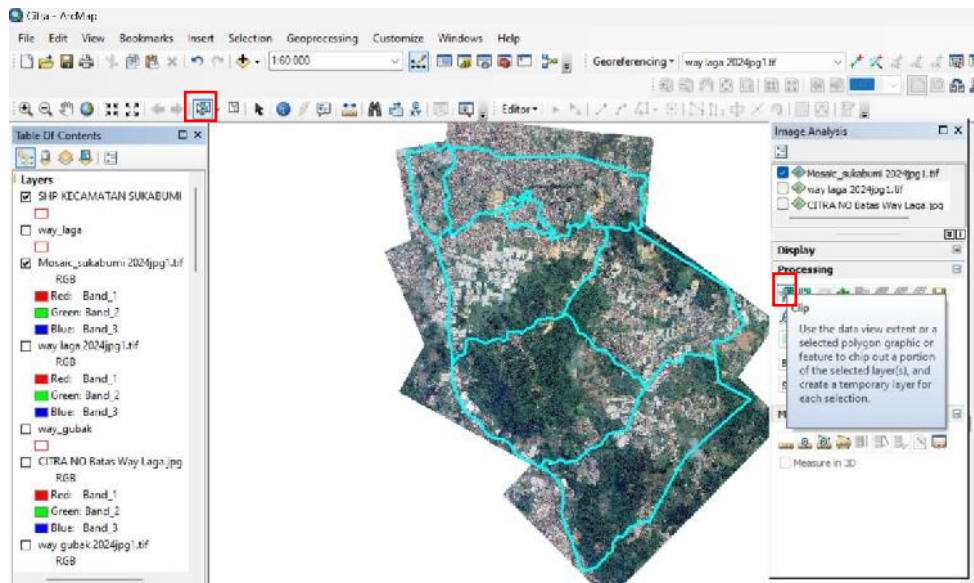 Citra - ArcMap
File Edit View Bookmarks Insert Selection Geoprocessing Customize Windows Help
1:60.000
Georeferencing
way laga 2024jpg1.tif
Editor
Table Of Contents
Layers
SHP KECAMATAN SUKABUMI
way_laga
Mosaic_sukabumi 2024jpg1.tif
RGB
Red: Band_1
Green: Band_2
Blue: Band_3
way laga 2024jpg1.tif
RGB
Red: Band_1
Green: Band_2
Blue: Band_3
way_gubak
CITRA NO Batas Way Laga.jpg
RGB
Red: Band_1
Green: Band_2
Blue: Band_3
way gubak 2024jpg1.tif
RGB
Image Analysis
Mosaic_sukabumi 2024jpg1.tif
way laga 2024jpg1.tif
CITRA NO Batas Way Laga.jpg
Display
Processing
Clip
Use the data view extent or a
selected polygon graphic or
feature to chip out a portion
of the selected layer(s), and
create a temporary layer for
each selection.
Measure in 3D